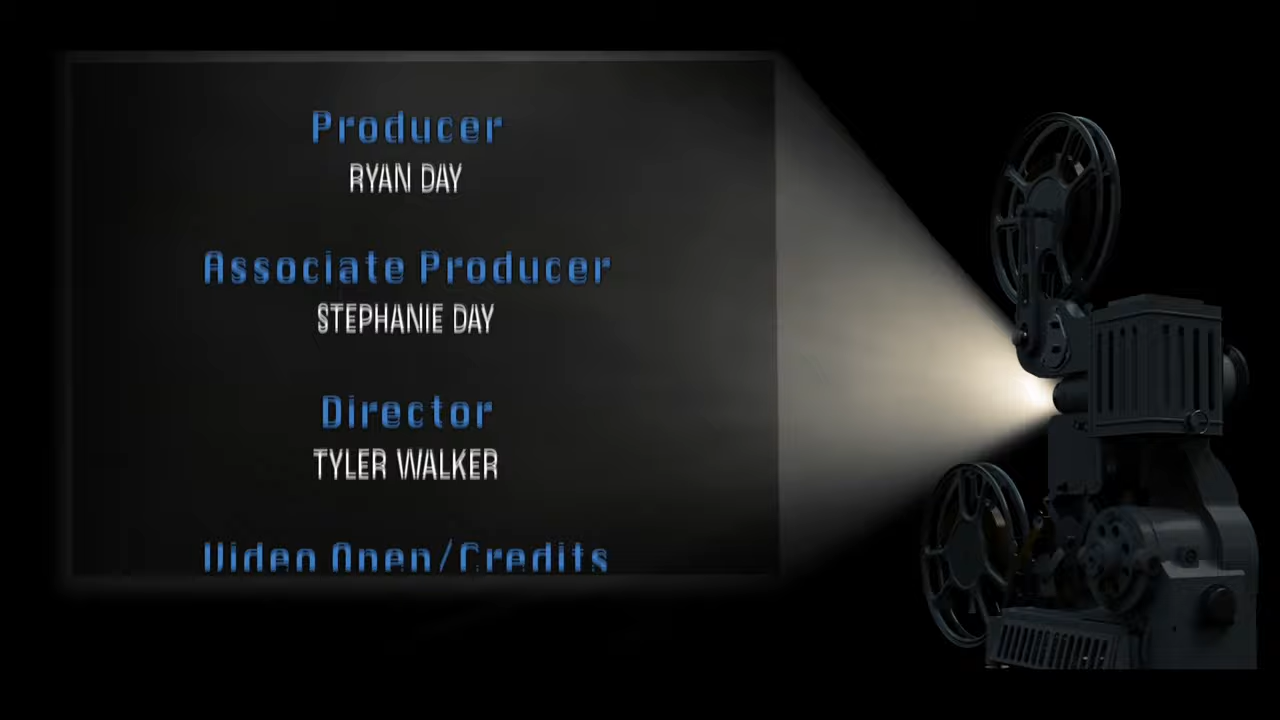 Producer
RYAN DAY
Associate Producer
STEPHANIE DAY
Director
TYLER WALKER
Video Open/Credits